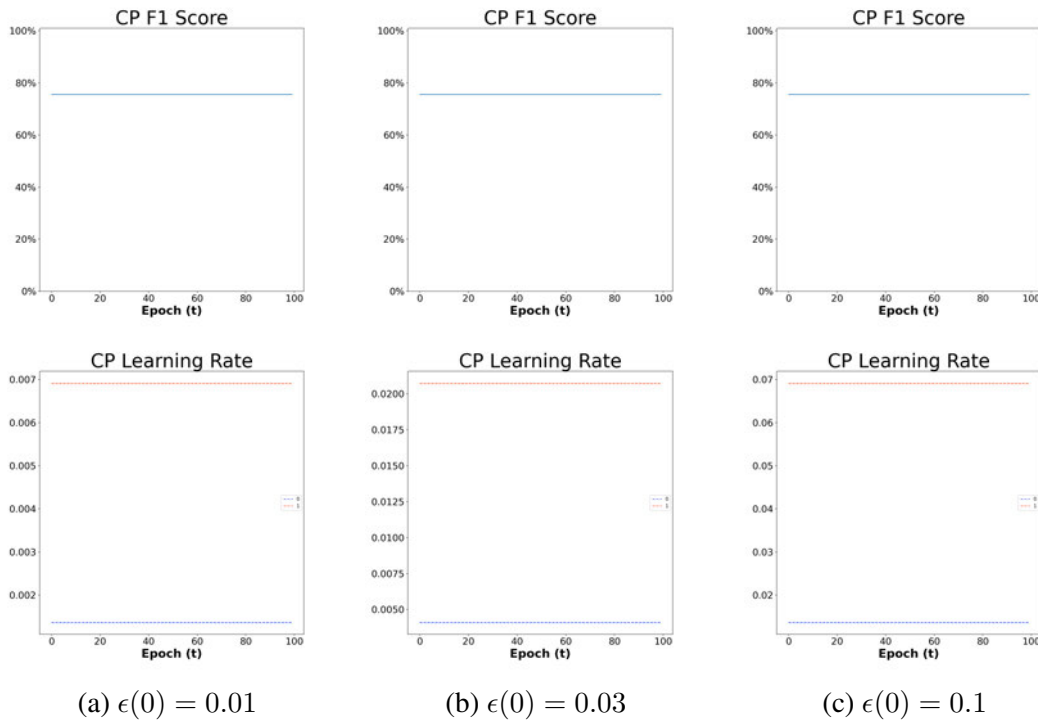 CP F1 Score CP F1 Score CP F1 Score
100% 100% 100%
80% 80% 80%
60% 60% 60%
40% 40% 40%
20% 20% 20%
0% 0% 0%
0 20 40 60 80 100 0 20 40 60 80 100 0 20 40 60 80 100
Epoch (t) Epoch (t) Epoch (t)
CP Learning Rate CP Learning Rate CP Learning Rate
0.007 0.0200 0.07
0.006 0.0175 0.06
0.005 0.0150 0.05
0.004 0.0125 0.04
0.003 0.0100 0.03
0.002 0.0075 0.02
0.0050
1 1 1
0 20 40 60 80 100 0 20 40 60 80 100 0 20 40 60 80 100
Epoch (t) Epoch (t) Epoch (t)
(a) ϵ(0) = 0.01 (b) ϵ(0) = 0.03 (c) ϵ(0) = 0.1